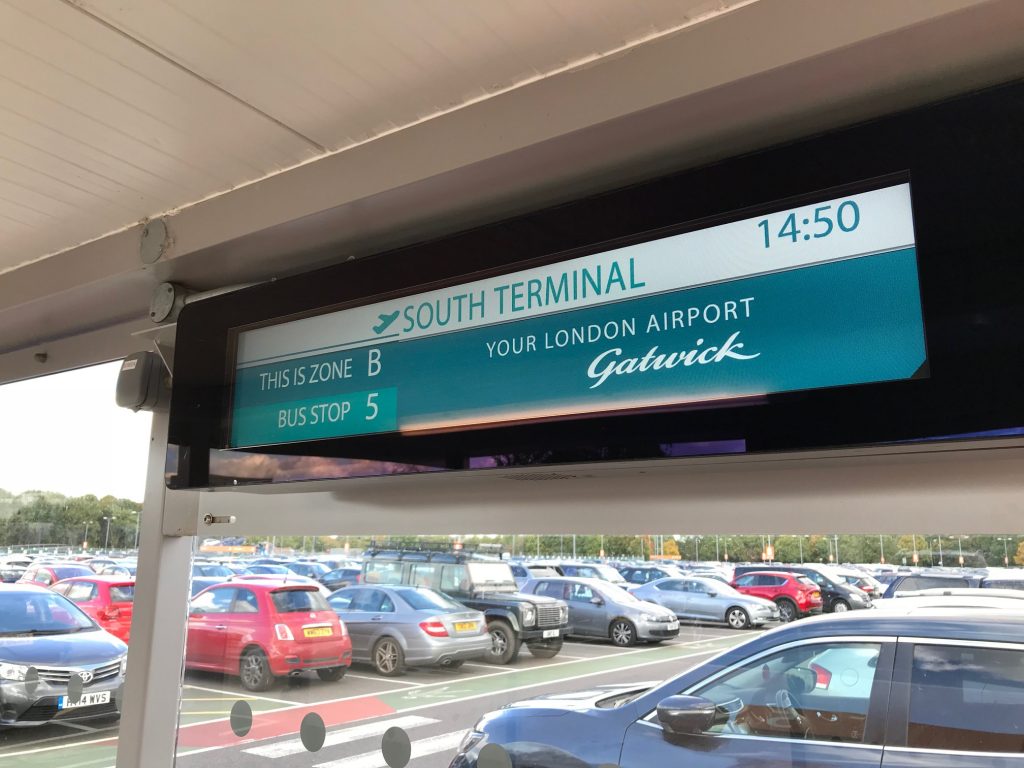 SOUTH TERMINAL 14:50
THIS IS ZONE B
BUS STOP 5
YOUR LONDON AIRPORT
Gatwick